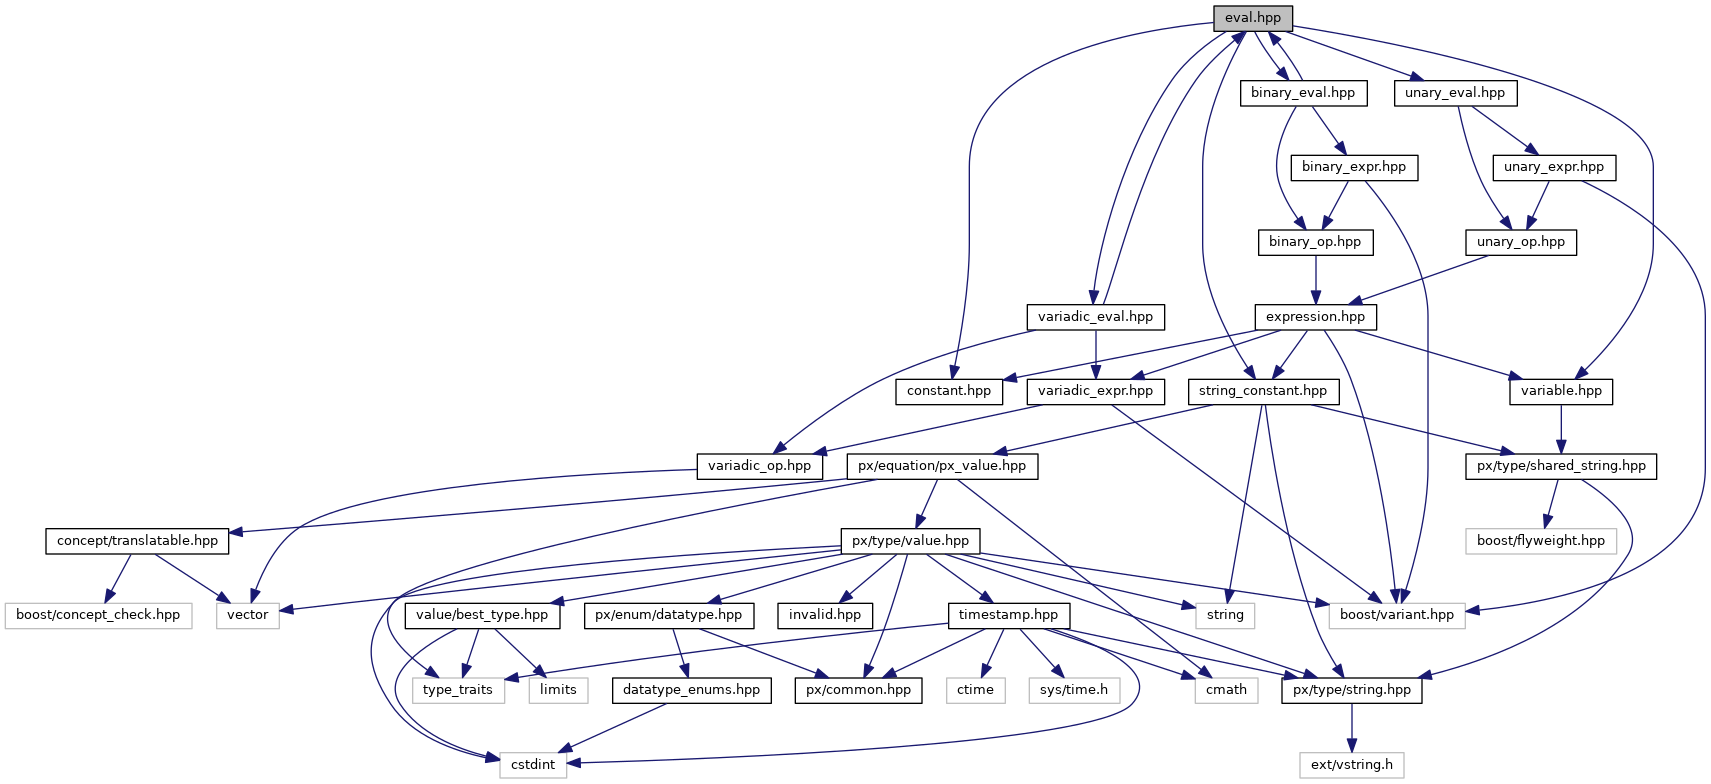 eval.hpp
binary_eval.hpp
unary_eval.hpp
binary_expr.hpp
unary_expr.hpp
binary_op.hpp
unary_op.hpp
variadic_eval.hpp
expression.hpp
constant.hpp
variadic_expr.hpp
string_constant.hpp
variable.hpp
variadic_op.hpp
px/equation/px_value.hpp
px/type/shared_string.hpp
concept/translatable.hpp
px/type/value.hpp
boost/flyweight.hpp
boost/concept_check.hpp
vector
value/best_type.hpp
px/enum/datatype.hpp
invalid.hpp
timestamp.hpp
string
boost/variant.hpp
type_traits
limits
datatype_enums.hpp
px/common.hpp
ctime
sys/time.h
cmath
px/type/string.hpp
cstdint
ext/vstring.h